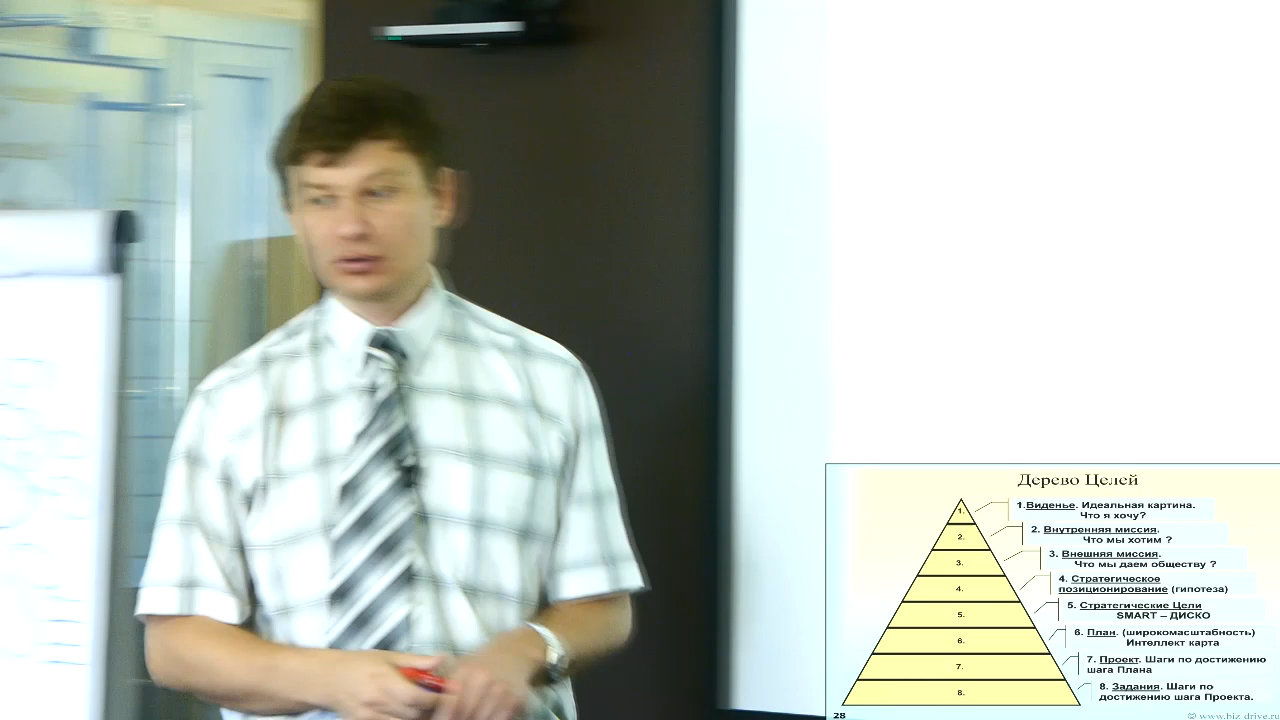 Дерево Целей
1.
1.Виденье. Идеальная картина.
Что я хочу?
2.
2. Внутренняя миссия.
Что мы хотим ?
3.
3. Внешняя миссия.
Что мы даем обществу ?
4.
4. Стратегическое
позиционирование (гипотеза)
5.
5. Стратегические Цели
SMART – ДИСКО
6.
6. План. (широкомасштабность)
Интеллект карта
7.
7. Проект. Шаги по достижению
шага Плана
8.
8. Задания. Шаги по
достижению шага Проекта.
28
© www.biz-drive.ru